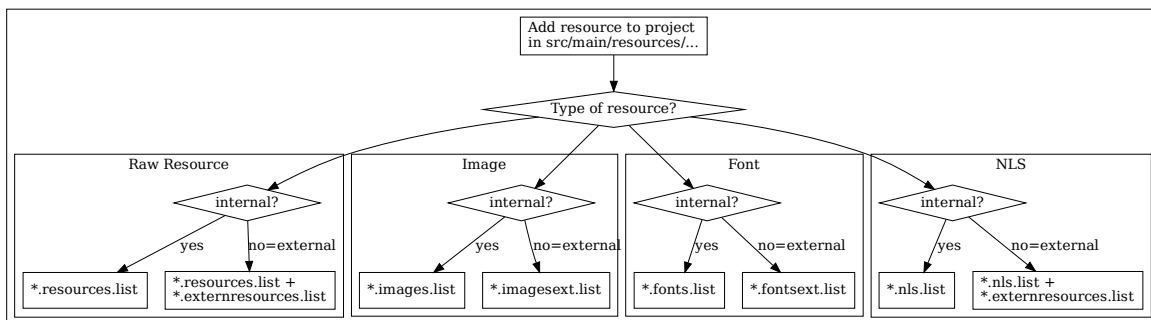 Add resource to project
in src/main/resources/...
Type of resource?
Raw Resource
Image
Font
NLS
internal?
internal?
internal?
internal?
yes
no=external
yes
no=external
yes
no=external
yes
no=external
*.resources.list
*.resources.list +
*.externresources.list
*.images.list
*.imagesext.list
*.fonts.list
*.fontsext.list
*.nls.list
*.nls.list +
*.externresources.list